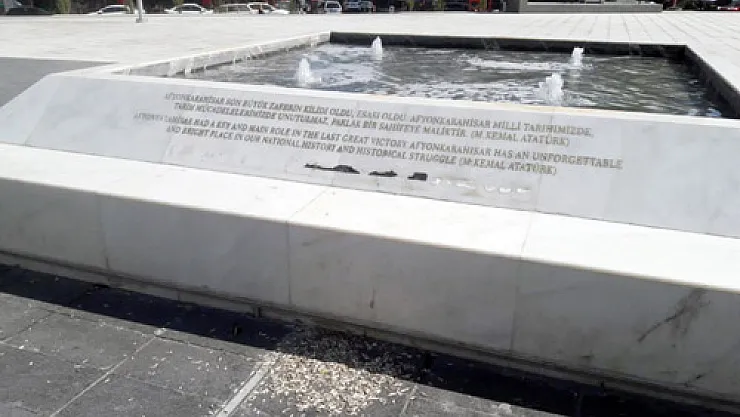 AFYONKARAHİSAR SON BÜYÜK ZAFERİN KİLİDİ OLDU, ESASI OLDU. AFYONKARAHİSAR MİLLİ TARİHİMİZDE,
TARİHİ MÜCADELELERİMİZDE UNUTULMAZ, PARLAK BİR SAHİFEYE MALİKTİR. (M.KEMAL ATATÜRK)
AFYONKARAHİSAR HAD A KEY AND MAIN ROLE IN THE LAST GREAT VICTORY. AFYONKARAHİSAR HAS AN UNFORGETTABLE
AND BRIGHT PLACE IN OUR NATIONAL HISTORY AND HISTORICAL STRUGGLE (M.KEMAL ATATÜRK)